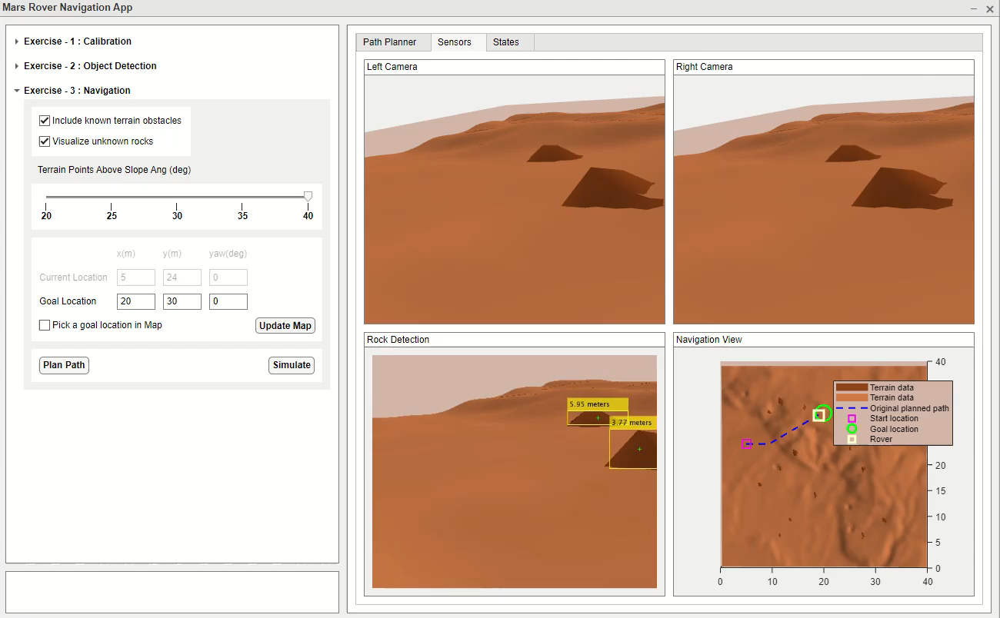 Mars Rover Navigation App
Exercise - 1 : Calibration
Exercise - 2 : Object Detection
Exercise - 3 : Navigation
Include known terrain obstacles
Visualize unknown rocks
Terrain Points Above Slope Ang (deg)
20 25 30 35 40
x(m) y(m) yaw(deg)
Current Location 5 24 0
Goal Location 20 30 0
Pick a goal location in Map Update Map
Plan Path Simulate
Path Planner Sensors States
Left Camera
Right Camera
Rock Detection
5.95 meters
3.77 meters
Navigation View
40
Terrain data
Terrain data
Original planned path
Start location
Goal location
Rover
20
15
10
5
0
0 10 20 30 40